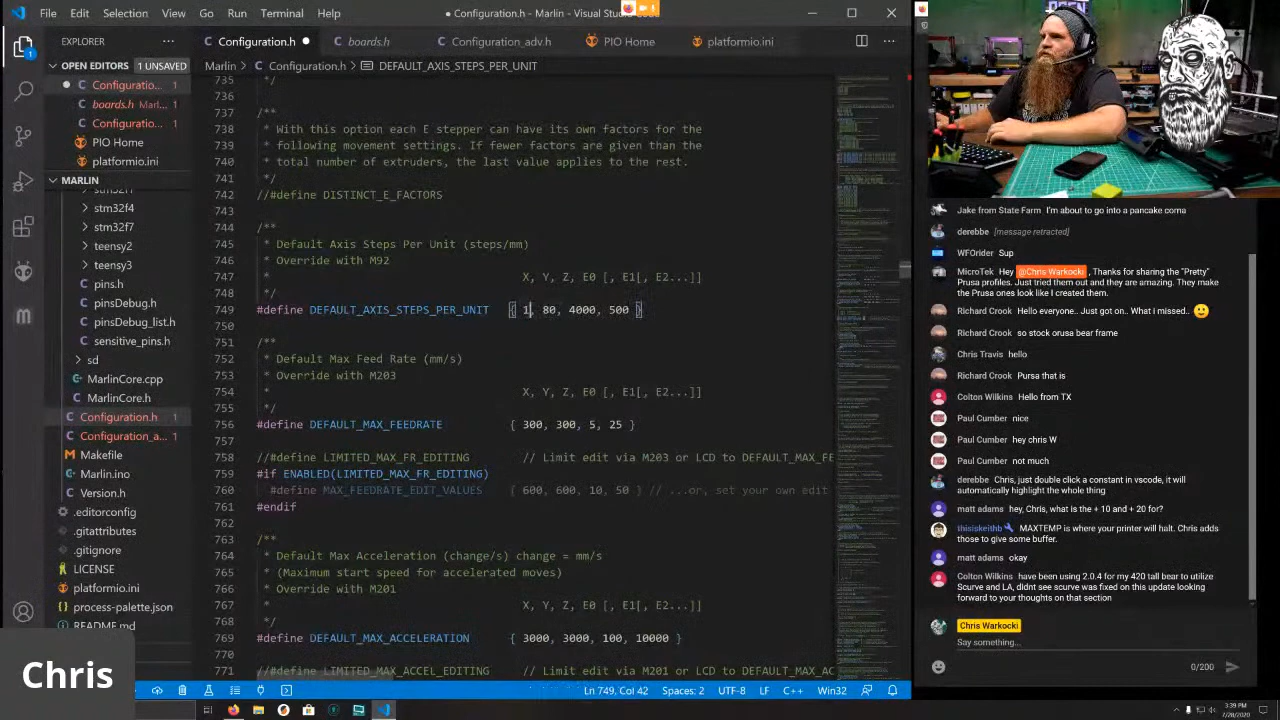 File Edit Selection View Go Run Terminal Help
Configuration_adv.h - Marlin - Visual Studio
EXPLORER
Configuration.h
boards.h
Configuration_adv.h
PIO Home
platformio.ini
OPEN EDITORS
1 UNSAVED
Marlin
DEFAULT_AXIS_STEPS_PER_UNIT
Configuratio...
boards.h Marl... 1
Configuratio...
PIO Home
platformio.ini
MARLIN
stm32f4
stm32f7
teensy2
pins.h
pinsDebug
sensitive_pins
MarlinCore.cpp
MarlinCore.h
Configuration
Configuration
Makefile
Marlin.ino
Version.h
.editorconfig
.gitattributes
.gitignore
LICENSE
platformio.ini
process-palette
README.md
735 */
736
737 /**
738 * With this option each E stepper can have its own factors for the
739 * following movement settings. If fewer factors are given than the
740 * total number of extruders, the last value applies to the rest.
741 */
742 //#define DISTINCT_E_FACTORS
743
744 /**
745 * Default Axis Steps Per Unit (steps/mm)
746 * Override with M92
747 X, Y, Z, E0 [, E1[, E2...]]
748 */
749 #define DEFAULT_AXIS_STEPS_PER_UNIT { 1, 80, 400, 500 }
750
751 /**
752 * Default Max Feed Rate (mm/s)
753 * Override with M203
754 X, Y, Z, E0 [, E1[, E2...]]
755 */
756 #define DEFAULT_MAX_FEEDRATE { 300, 300, 5, 25 }
757
758 //#define LIMITED_MAX_FR_EDITING // Limit edit via M203 or LCD to DEFAULT_MAX_FE
759 #if ENABLED(LIMITED_MAX_FR_EDITING)
760 #define MAX_FEEDRATE_EDIT_VALUES { 600, 600, 10, 50 } // ...or, set your own edit
761 #endif
762
763 /**
764 * Default Max Acceleration (change/s) change = mm/s
765 * (Maximum start speed for accelerated moves)
766 * Override with M201
767 X, Y, Z, E0 [, E1[, E2...]]
768 */
769 #define DEFAULT_MAX_ACCELERATION { 3000, 3000, 100, 10000 }
770
771 //#define LIMITED_MAX_ACCEL_EDITING // Limit edit via M201 or LCD to DEFAULT_MAX_AC
Ln 749, Col 42 Spaces: 2 UTF-8 LF C++ Win32
Chris
Jake from State Farm I'm about to go into a pancake coma
derebbe [message retracted]
WFOrider Sup
MicroTek Hey @Chris Warkocki , Thanks for sharing the "Pretty"
Prusa profiles. Just tried them out and they are amazing. They make
the Prusa ones look like I created them.
Richard Crook Hello everyone.. Just got on.. What I missed..
Richard Crook so stock orusa bear frame
Chris Travis hello
Richard Crook Pursa that is
Colton Wilkins Hello from TX
Paul Cumber nice
Paul Cumber hey chris W
Paul Cumber not much
derebbe Chris, just double click a constant in vscode, it will
automatically highlight the whole thing
matt adams hey, Chris, what is the + 10 and + 20 for?
thisiskeithb MAXTEMP is where your printer will halt. Chris adds
those to give some buffer.
matt adams okay
Colton Wilkins have been using 2.0.4 for my 420 tall bear to utilize
Scurve and LA, didnt see scurve was fixed on this update looking
forward to your thoughts on that section
Chris Warkocki
Say something...
0/200
3:39 PM
7/28/2020